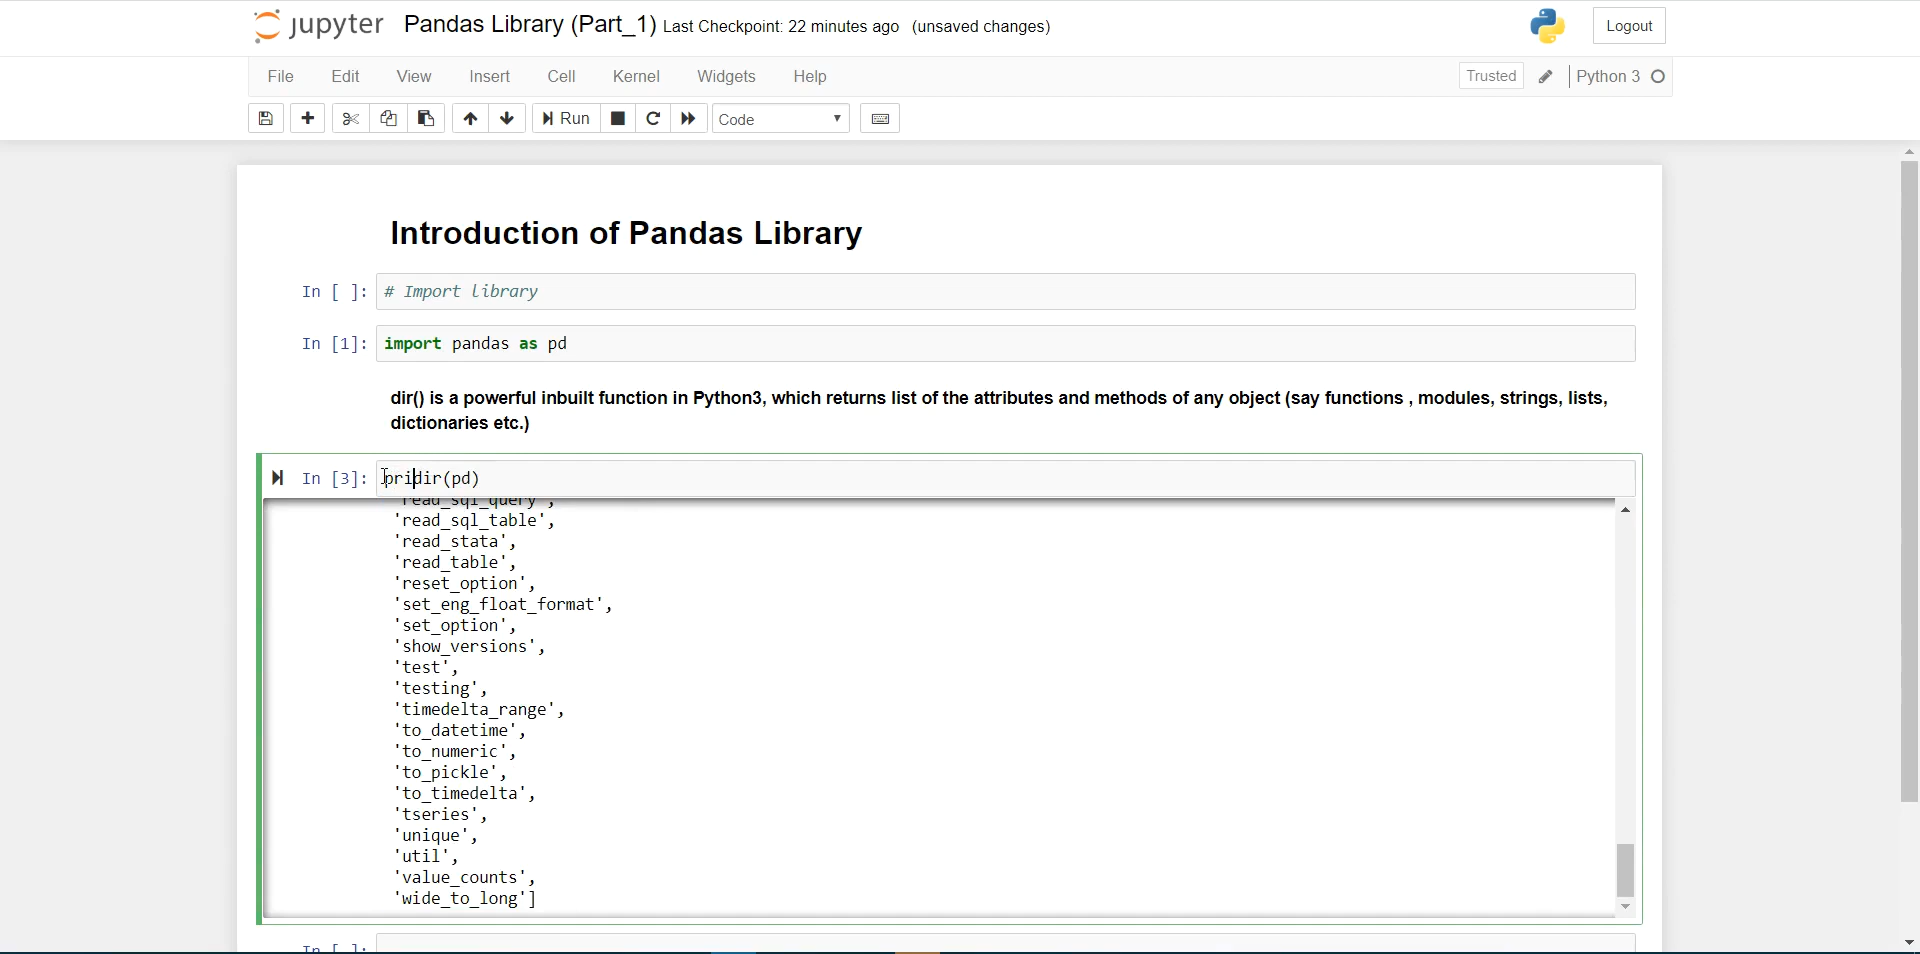 jupyter Pandas Library (Part_1) Last Checkpoint: 22 minutes ago (unsaved changes) Logout
File Edit View Insert Cell Kernel Widgets Help Trusted Python 3
Run Code
Introduction of Pandas Library
In [ ]: # Import library
In [1]: import pandas as pd
dir() is a powerful inbuilt function in Python3, which returns list of the attributes and methods of any object (say functions , modules, strings, lists,
dictionaries etc.)
In [3]: pridir(pd)
'read_sql_query',
'read_sql_table',
'read_stata',
'read_table',
'reset_option',
'set_eng_float_format',
'set_option',
'show_versions',
'test',
'testing',
'timedelta_range',
'to_datetime',
'to_numeric',
'to_pickle',
'to_timedelta',
'tseries',
'unique',
'util',
'value_counts',
'wide_to_long']
In [ ]: